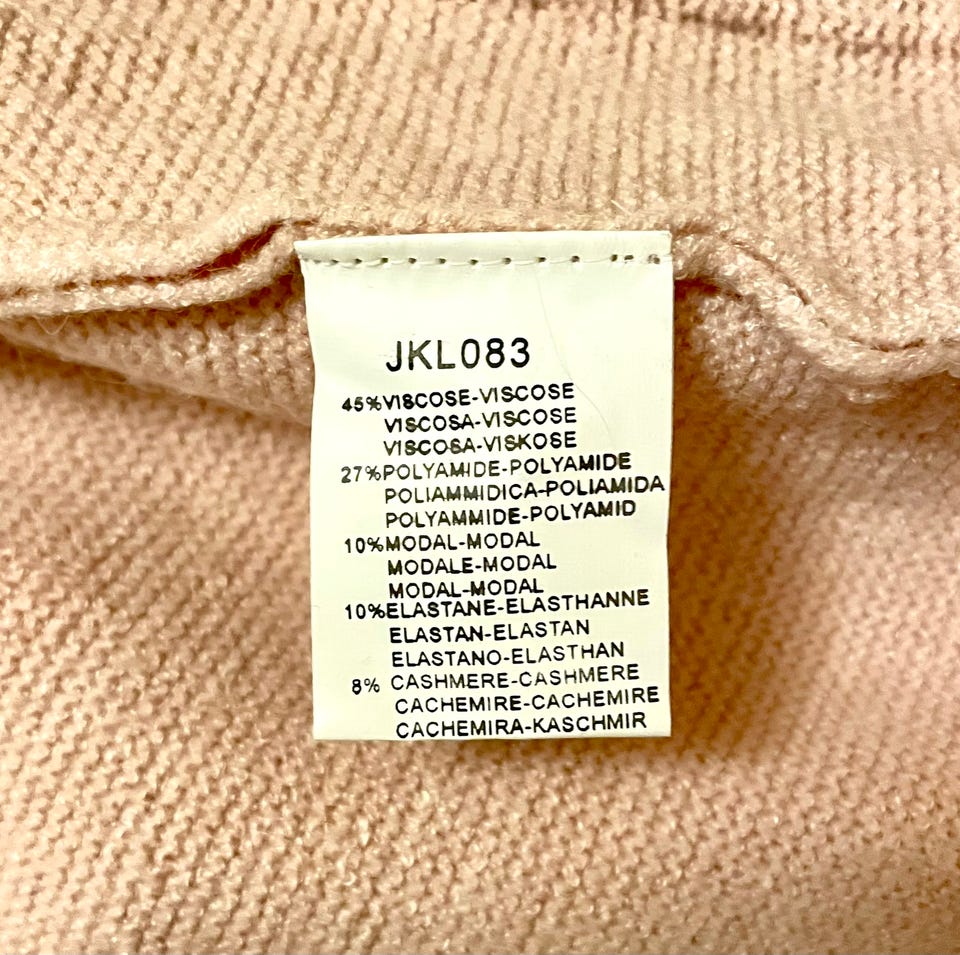 JKL083
45%VISCOSE-VISCOSE
VISCOSA-VISCOSE
VISCOSA-VISKOSE
27%POLYAMIDE-POLYAMIDE
POLIAMMIDICA-POLIAMIDA
POLYAMMIDE-POLYAMID
10%MODAL-MODAL
MODALE-MODAL
MODAL-MODAL
10%ELASTANE-ELASTHANNE
ELASTAN-ELASTAN
ELASTANO-ELASTHAN
8% CASHMERE-CASHMERE
CACHEMIRE-CACHEMIRE
CACHEMIRA-KASCHMIR